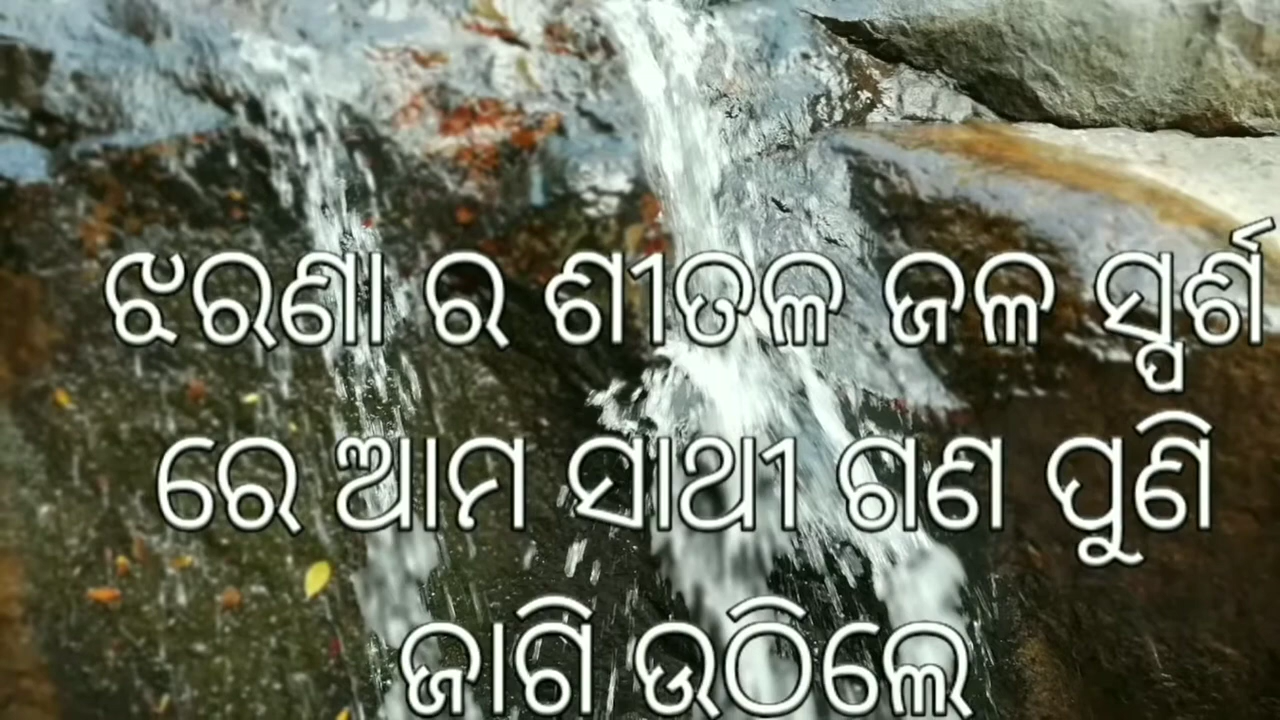 ଝରଣା ର ଶୀତଳ ଜଳ ସ୍ପର୍ଶ
ରେ ଆମ ସାଥୀ ଗଣ ପୁଣି
ଜାଗି ଉଠିଲେ